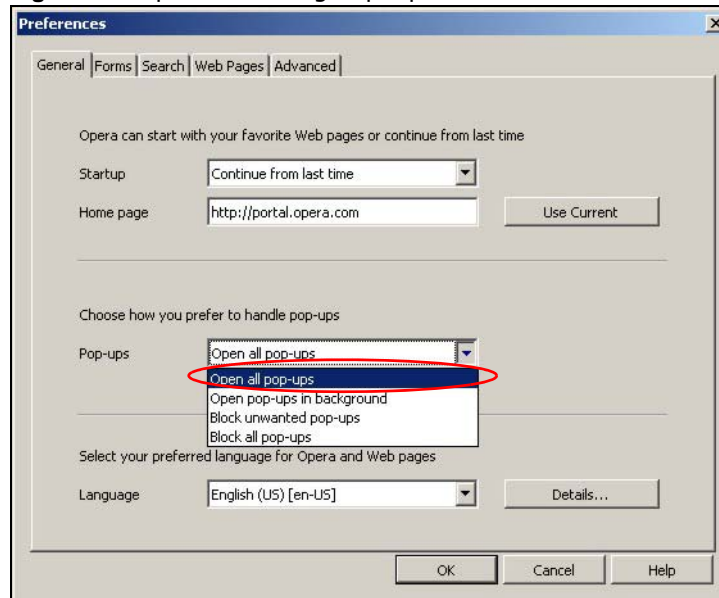 Preferences
General Forms Search Web Pages Advanced
Opera can start with your favorite Web pages or continue from last time
Startup Continue from last time
Home page http://portal.opera.com Use Current
Choose how you prefer to handle pop-ups
Pop-ups Open all pop-ups
Open all pop-ups
Open pop-ups in background
Block unwanted pop-ups
Block all pop-ups
Select your preferred language for Opera and Web pages
Language English (US) [en-US] Details...
OK Cancel Help